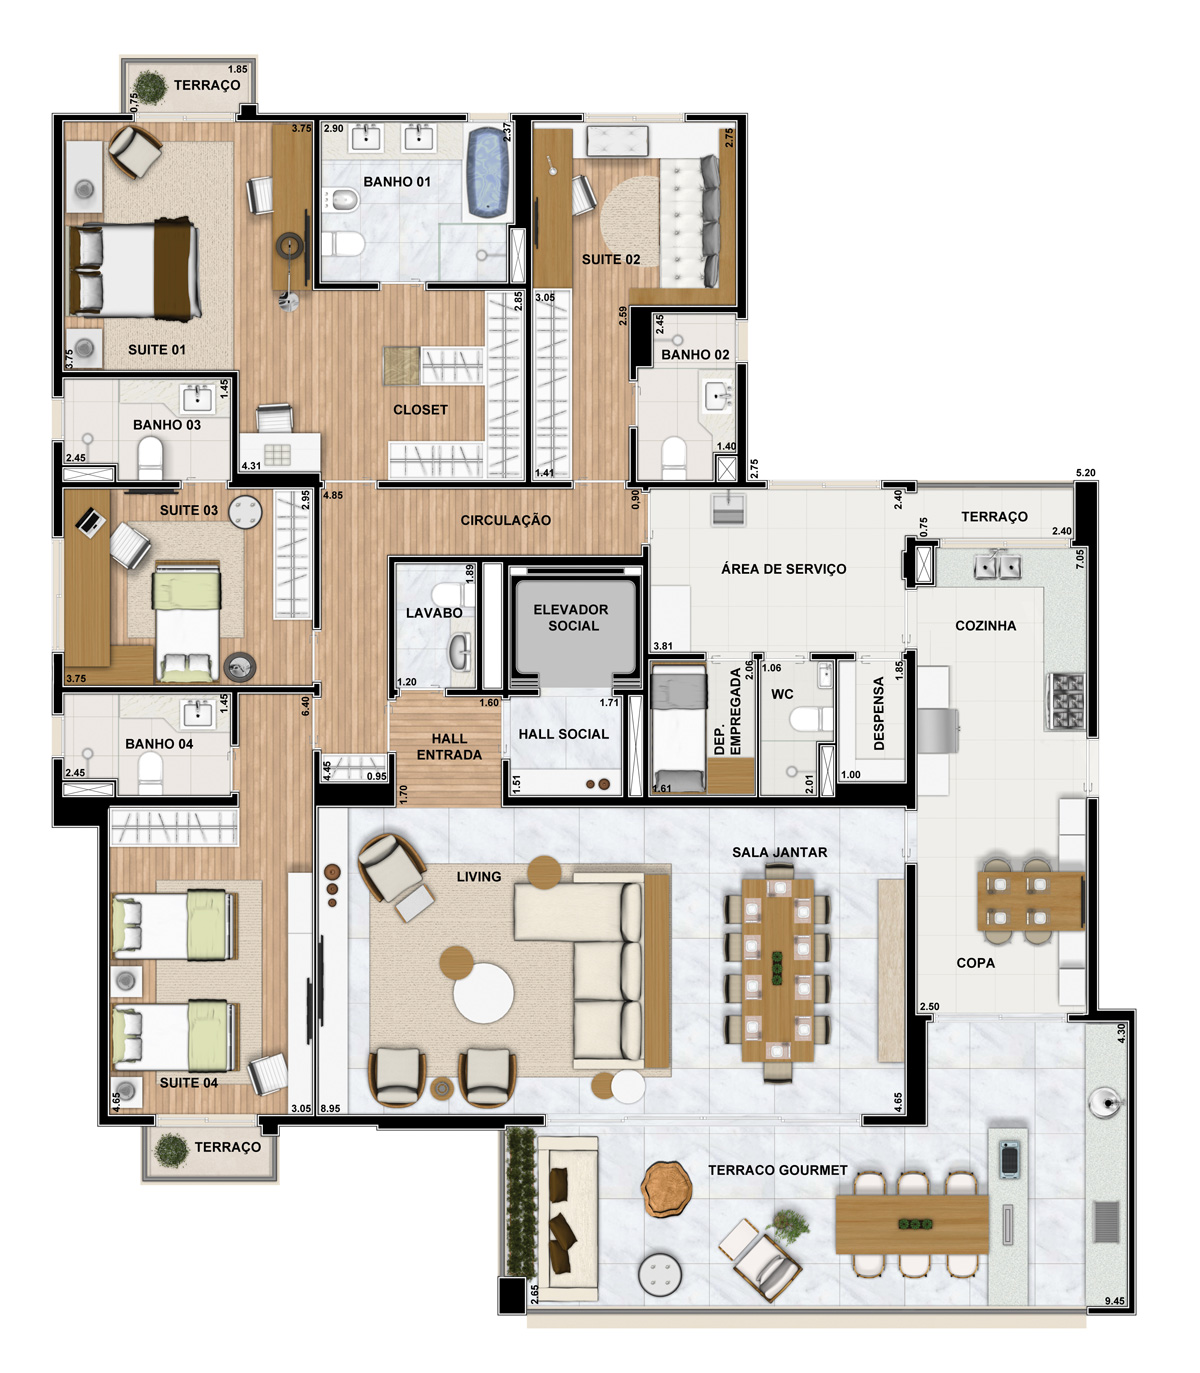 1.85
TERRAÇO
0,75
3.75
2.90
2.37
2.75
BANHO 01
SUITE 02
2.85
3.05
2.59
2.45
SUITE 01
3.75
BANHO 02
1.45
CLOSET
BANHO 03
2.45
4.31
1.41
1.40
2.75
5.20
SUITE 03
2.95
4.85
CIRCULAÇÃO
0,90
2.40
0.75
TERRAÇO
2.40
7.05
1.89
ÁREA DE SERVIÇO
LAVABO
ELEVADOR
SOCIAL
COZINHA
3.81
3.75
1.20
2.06
1.06
1.85
1.45
6.40
1.60
1.71
WC
DEP.
EMPREGADA
DESPENSA
BANHO 04
HALL
ENTRADA
HALL SOCIAL
2.45
4.45
0.95
1.70
1.51
1.61
2.01
1.00
SALA JANTAR
LIVING
COPA
2.50
4.30
SUITE 04
4.65
3.05
8.95
4.65
TERRAÇO
TERRACO GOURMET
2.65
9.45